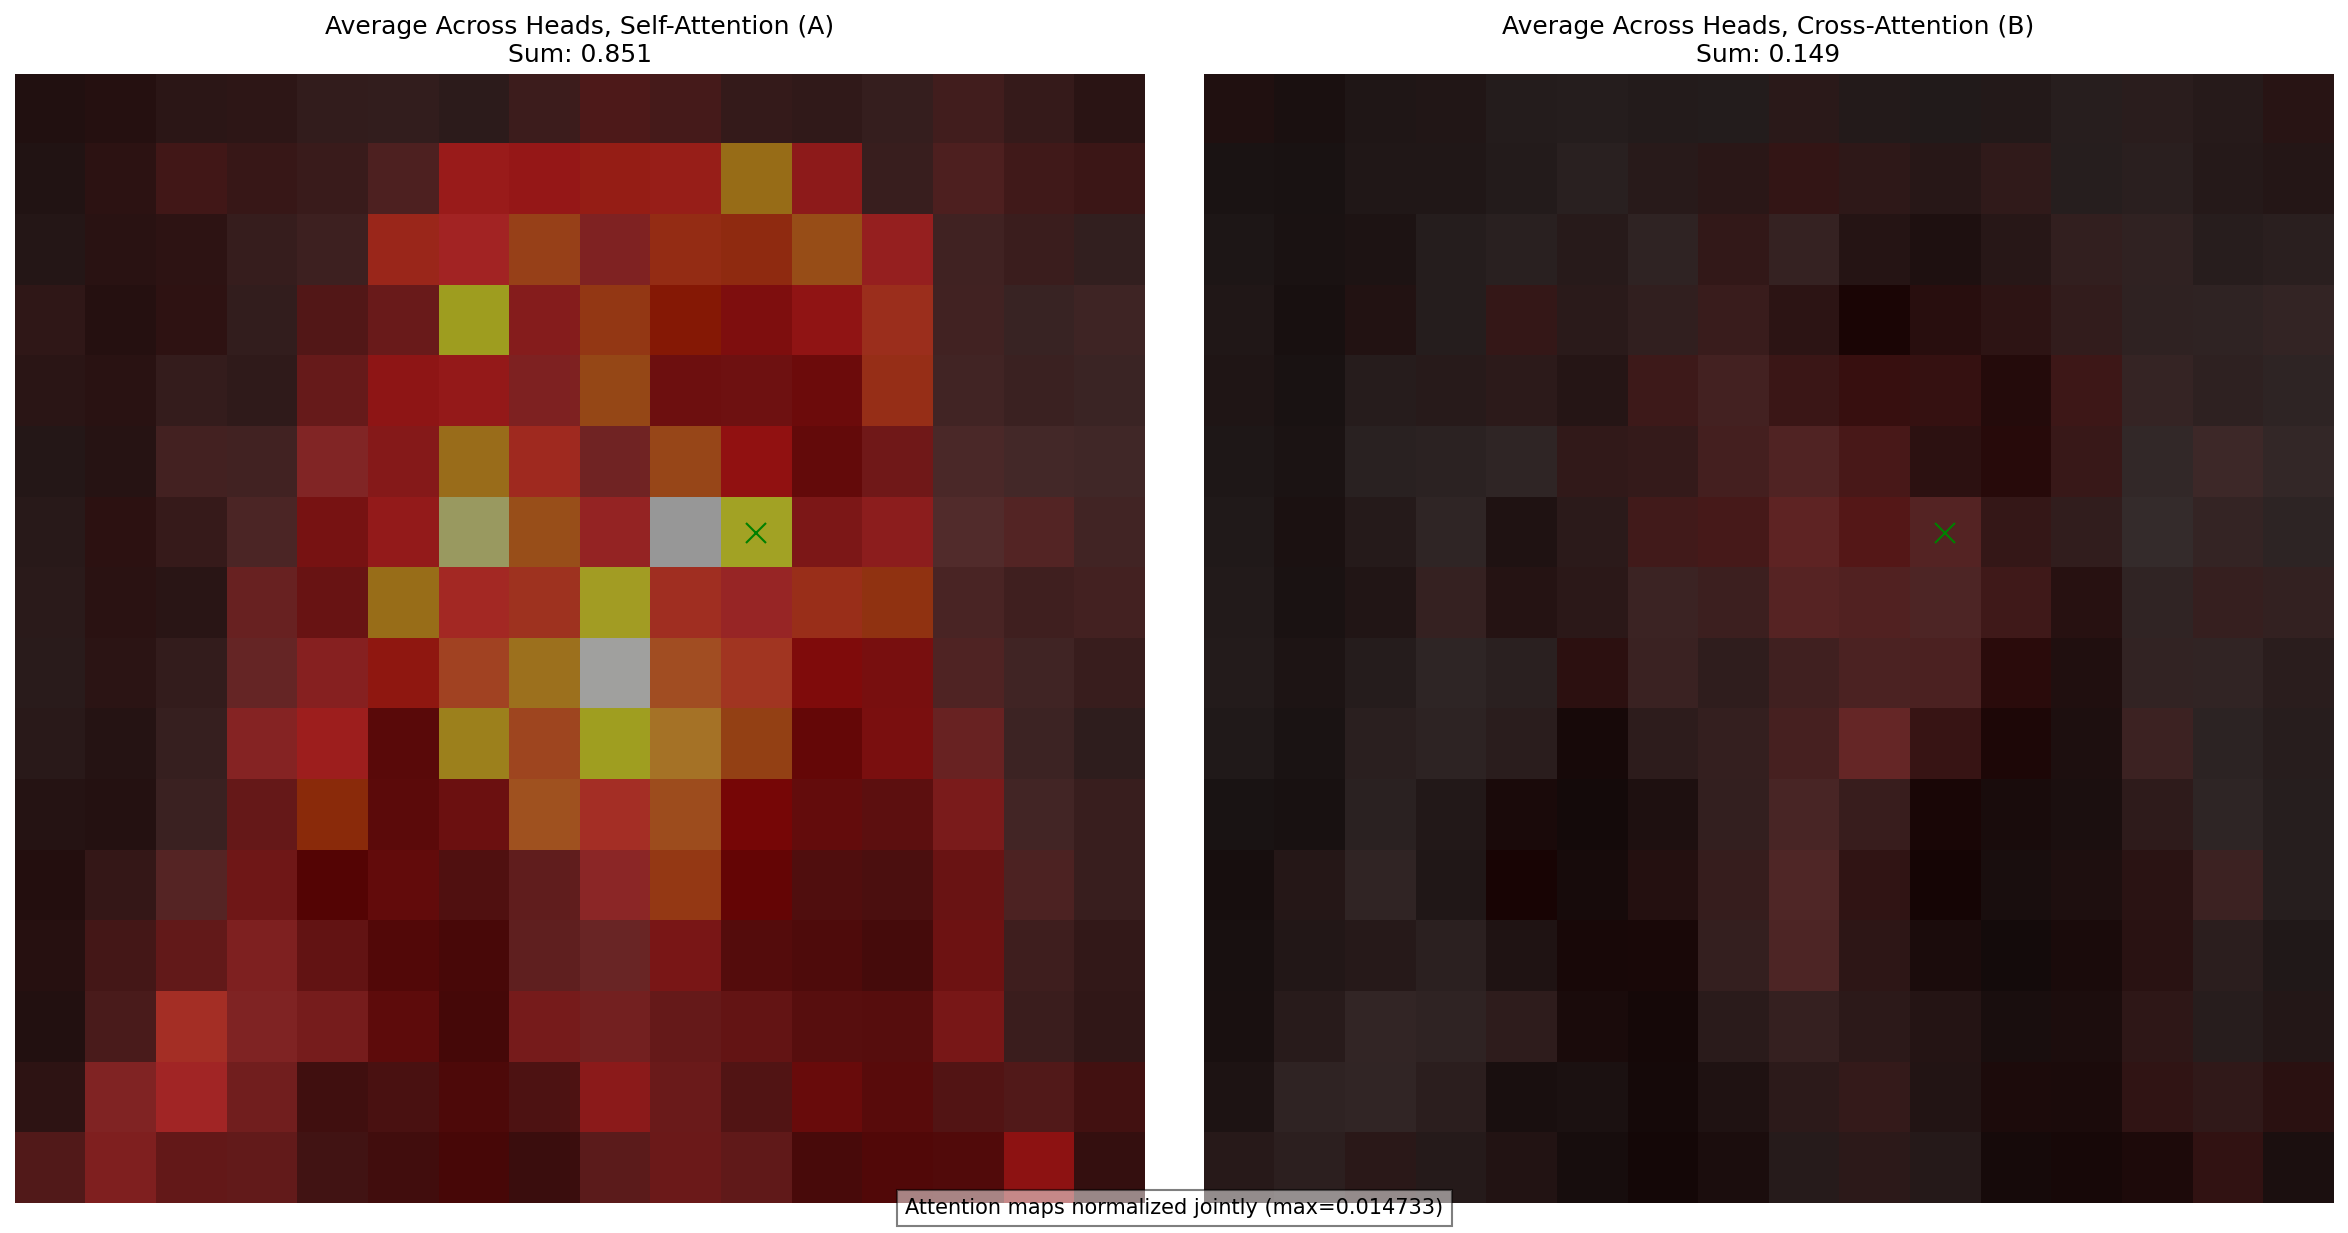 Average Across Heads, Self-Attention (A)
Sum: 0.851
Average Across Heads, Cross-Attention (B)
Sum: 0.149
Attention maps normalized jointly (max=0.014733)